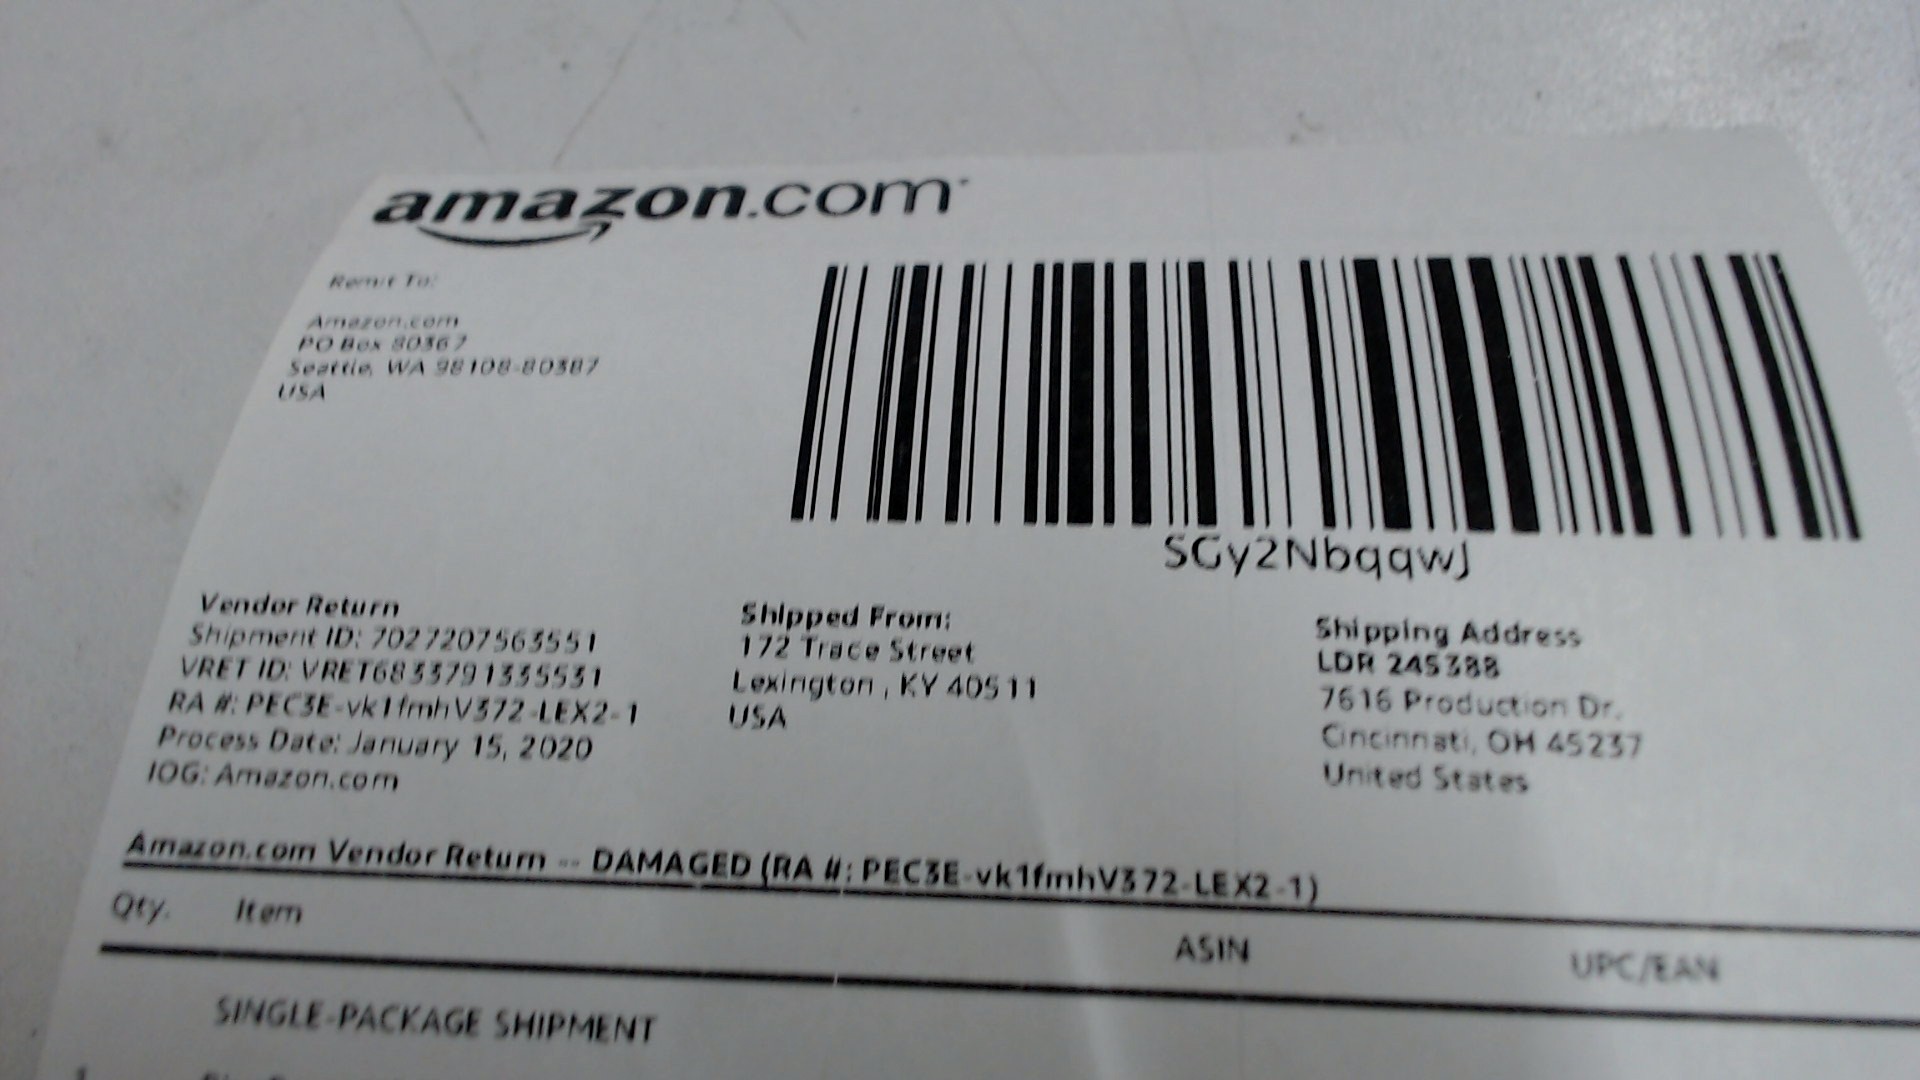 amazon.com
Remit To:
Amazon.com
PO Box 80367
Seattle, WA 98108-80387
USA
SGy2NbqqwJ
Vendor Return
Shipment ID: 7027207563551
VRET ID: VRET6833791335531
RA #: PEC3E-vk1fmhV372-LEX2-1
Process Date: January 15, 2020
IOG: Amazon.com
Shipped From:
172 Trace Street
Lexington , KY 40511
USA
Shipping Address
LDR 245388
7616 Production Dr.
Cincinnati, OH 45237
United States
Amazon.com Vendor Return -- DAMAGED (RA #: PEC3E-vk1fmhV372-LEX2-1)
Qty. Item ASIN UPC/EAN
SINGLE-PACKAGE SHIPMENT